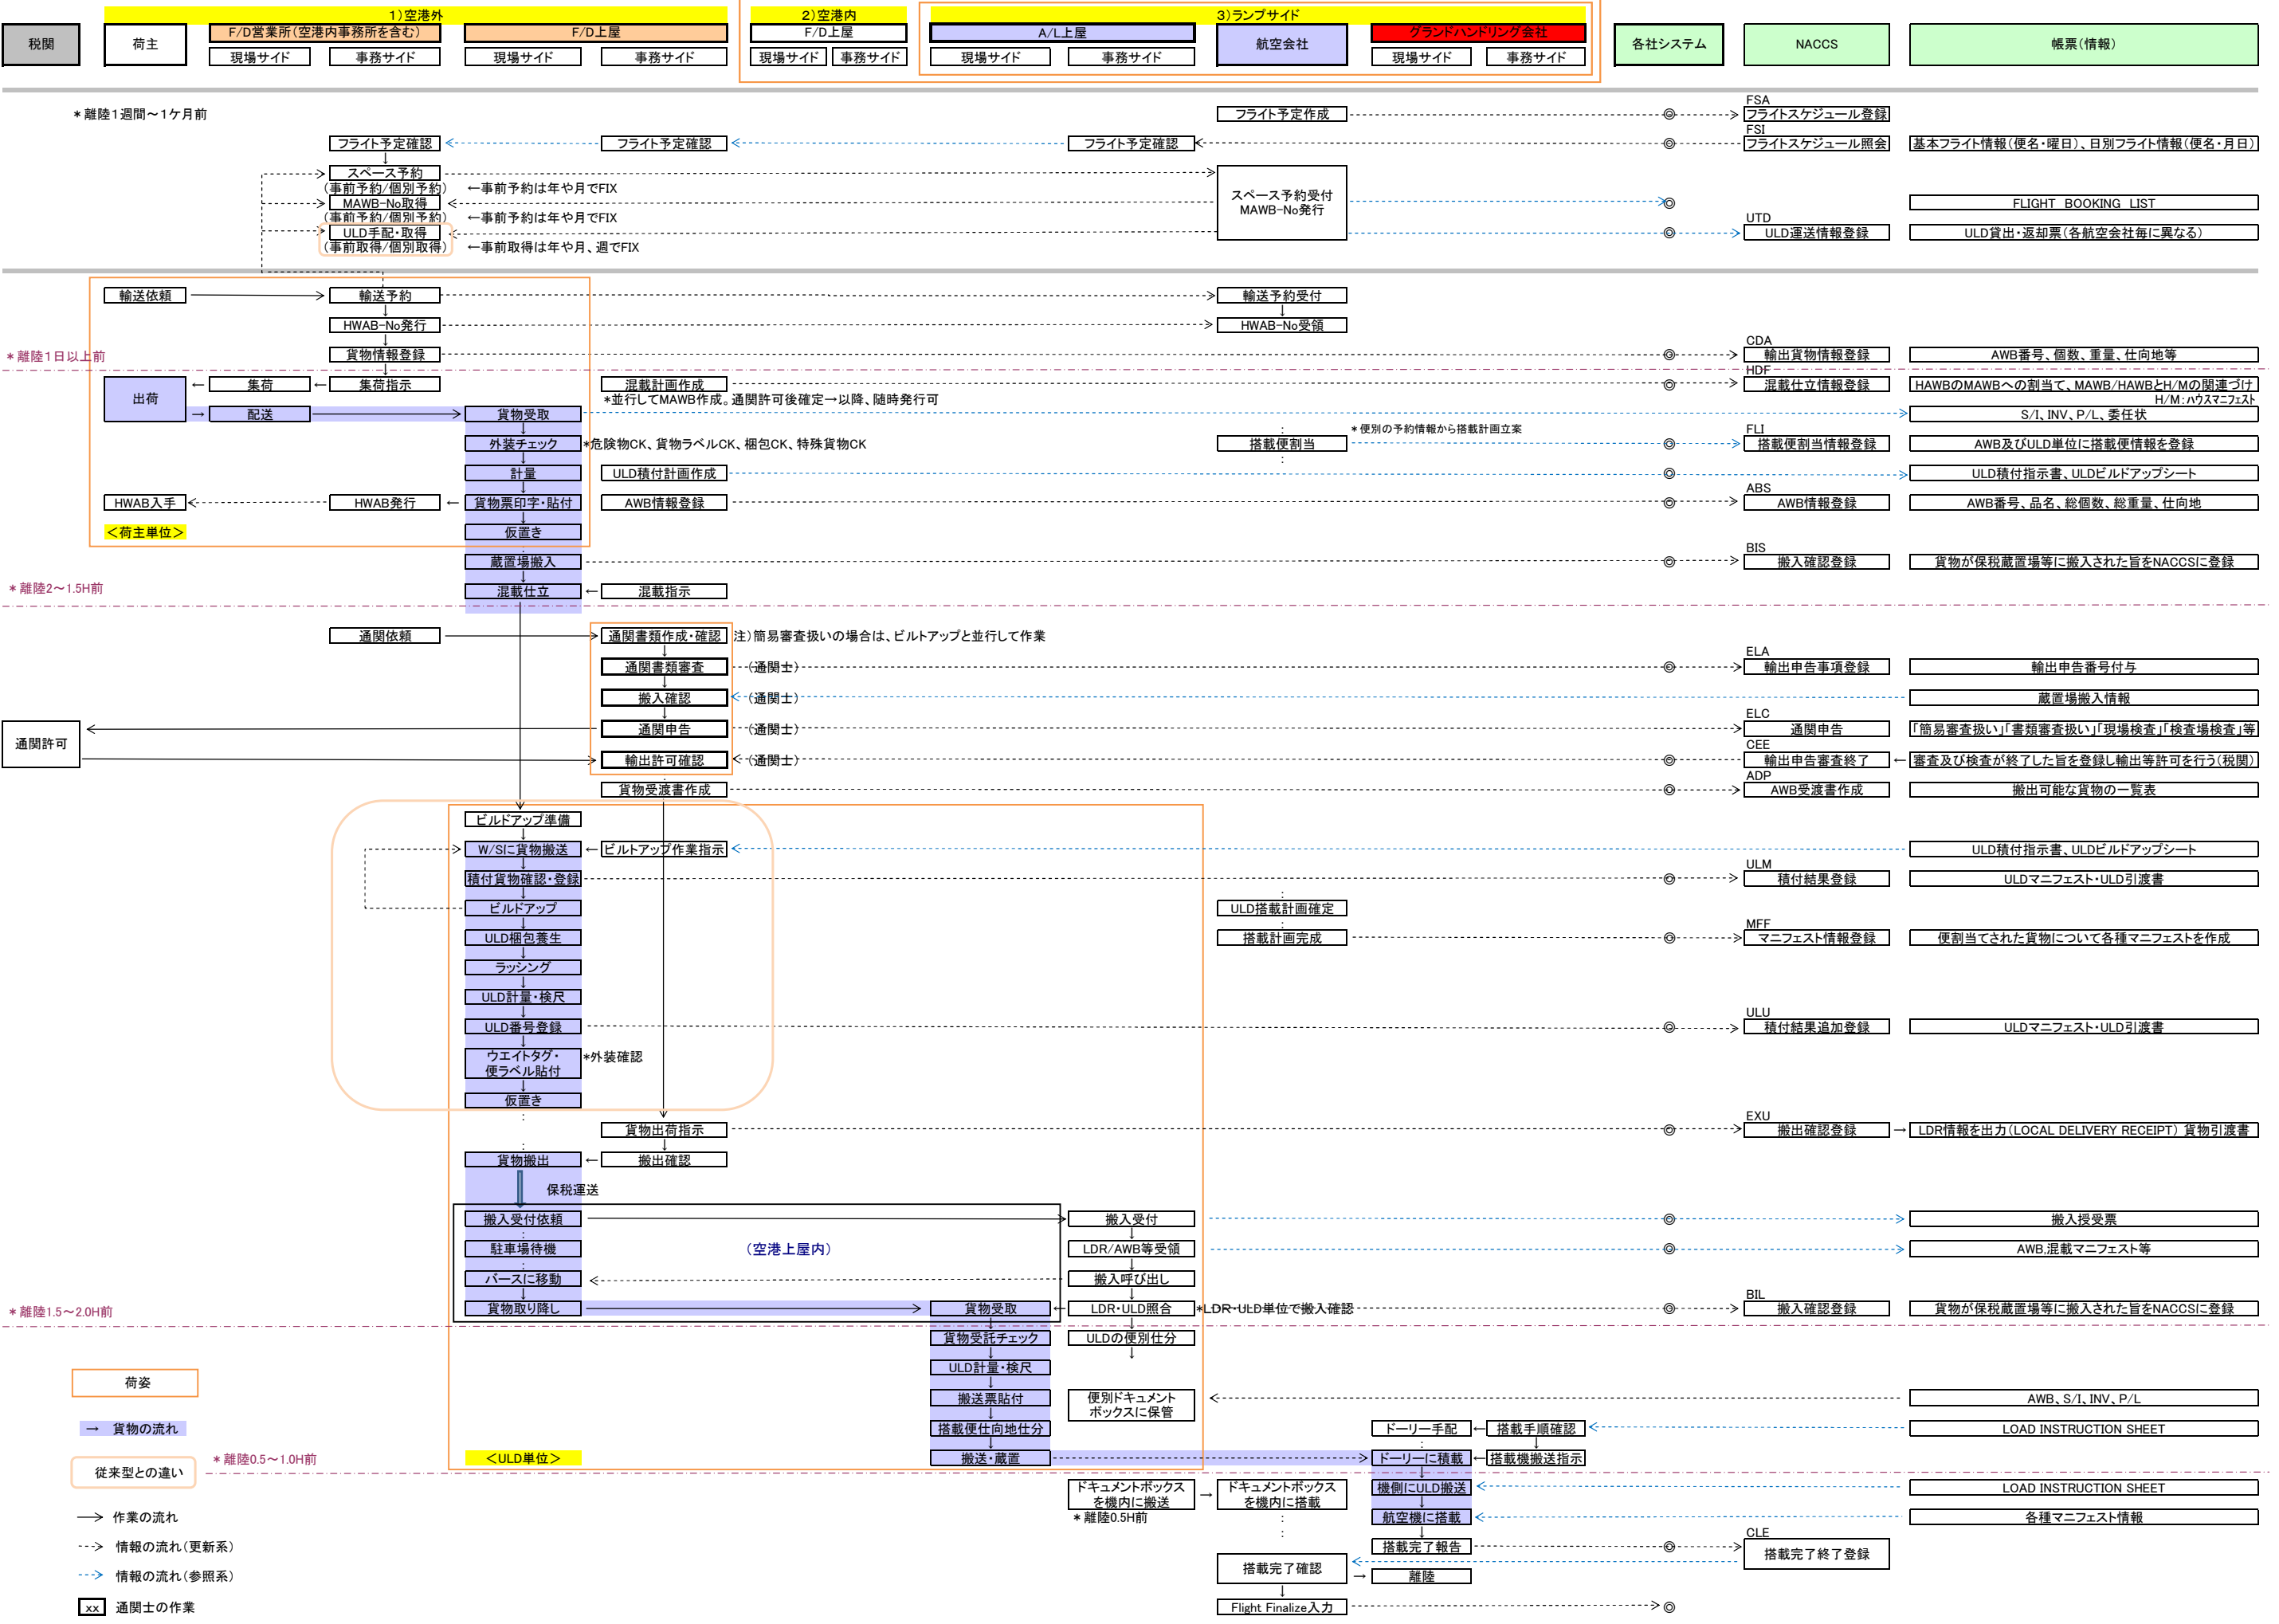 1)空港外 2)空港内 3)ランプサイド
税関 荷主 F/D営業所(空港内事務所を含む) F/D上屋 F/D上屋 A/L上屋 航空会社 グランドハンドリング会社 各社システム NACCS 帳票(情報)
現場サイド 事務サイド 現場サイド 事務サイド 現場サイド 事務サイド 現場サイド 事務サイド 現場サイド 事務サイド
FSA
*離陸1週間~1ケ月前 フライト予定作成 ◎ フライトスケジュール登録
FSI
フライト予定確認 フライト予定確認 フライト予定確認 ◎ フライトスケジュール照会 基本フライト情報(便名・曜日)、日別フライト情報(便名・月日)
↓
スペース予約
(事前予約/個別予約) ←事前予約は年や月でFIX スペース予約受付
MAWB-No取得 MAWB-No発行 ◎ FLIGHT BOOKING LIST
(事前予約/個別予約) ←事前予約は年や月でFIX UTD
ULD手配・取得 ◎ ULD運送情報登録 ULD貸出・返却票(各航空会社毎に異なる)
(事前取得/個別取得) ←事前取得は年や月、週でFIX
輸送依頼 輸送予約 輸送予約受付
↓ ↓
HWAB-No発行 HWAB-No受領
↓ CDA
*離陸1日以上前 貨物情報登録 ◎ 輸出貨物情報登録 AWB番号、個数、重量、仕向地等
↓ HDF
出荷 ← 集荷 ← 集荷指示 混載計画作成 ◎ 混載仕立情報登録 HAWBのMAWBへの割当て、MAWB/HAWBとH/Mの関連づけ
*並行してMAWB作成。通関許可後確定→以降、随時発行可 H/M:ハウスマニフェスト
→ 配送 貨物受取 S/I、INV、P/L、委任状
↓ : *便別の予約情報から搭載計画立案 FLI
外装チェック *危険物CK、貨物ラベルCK、梱包CK、特殊貨物CK 搭載便割当 ◎ 搭載便割当情報登録 AWB及びULD単位に搭載便情報を登録
↓ :
計量 ULD積付計画作成 ◎ ULD積付指示書、ULDビルドアップシート
↓ ABS
HWAB入手 HWAB発行 ← 貨物票印字・貼付 AWB情報登録 ◎ AWB情報登録 AWB番号、品名、総個数、総重量、仕向地
↓
<荷主単位> 仮置き
: BIS
蔵置場搬入 ◎ 搬入確認登録 貨物が保税蔵置場等に搬入された旨をNACCSに登録
↓
*離陸2~1.5H前 混載仕立 ← 混載指示
通関依頼 通関書類作成・確認 注)簡易審査扱いの場合は、ビルトアップと並行して作業
↓ ELA
通関書類審査 (通関士) ◎ 輸出申告事項登録 輸出申告番号付与
↓
搬入確認 (通関士) 蔵置場搬入情報
↓ ELC
通関許可 通関申告 (通関士) ◎ 通関申告 「簡易審査扱い」「書類審査扱い」「現場検査」「検査場検査」等
↓ CEE
輸出許可確認 (通関士) ◎ 輸出申告審査終了 ← 審査及び検査が終了した旨を登録し輸出等許可を行う(税関)
: ADP
貨物受渡書作成 ◎ AWB受渡書作成 搬出可能な貨物の一覧表
ビルドアップ準備
↓
W/Sに貨物搬送 ← ビルトアップ作業指示 ULD積付指示書、ULDビルドアップシート
↓ ULM
積付貨物確認・登録 ◎ 積付結果登録 ULDマニフェスト・ULD引渡書
↓ :
ビルドアップ ULD搭載計画確定
↓ : MFF
ULD梱包養生 搭載計画完成 ◎ マニフェスト情報登録 便割当てされた貨物について各種マニフェストを作成
↓
ラッシング
↓
ULD計量・検尺
↓ ULU
ULD番号登録 ◎ 積付結果追加登録 ULDマニフェスト・ULD引渡書
↓
ウエイトタグ・ *外装確認
便ラベル貼付
↓
仮置き
: EXU
貨物出荷指示 ◎ 搬出確認登録 → LDR情報を出力(LOCAL DELIVERY RECEIPT) 貨物引渡書
: ↓
貨物搬出 ← 搬出確認
保税運送
搬入受付依頼 搬入受付 ◎ 搬入授受票
: ↓
駐車場待機 (空港上屋内) LDR/AWB等受領 ◎ AWB,混載マニフェスト等
: ↓
バースに移動 搬入呼び出し
↓ ↓ BIL
*離陸1.5~2.0H前 貨物取り降し 貨物受取 ← LDR・ULD照合 *LDR・ULD単位で搬入確認 ◎ 搬入確認登録 貨物が保税蔵置場等に搬入された旨をNACCSに登録
↓ ↓
貨物受託チェック ULDの便別仕分
↓ ↓
荷姿 ULD計量・検尺
↓
→ 貨物の流れ 搬送票貼付 便別ドキュメント AWB、S/I、INV、P/L
↓ ボックスに保管
搭載便仕向地仕分 ドーリー手配 ← 搭載手順確認 LOAD INSTRUCTION SHEET
↓ : ↓
従来型との違い *離陸0.5~1.0H前 <ULD単位> 搬送・蔵置 ドーリーに積載 ← 搭載機搬送指示
↓
ドキュメントボックス → ドキュメントボックス 機側にULD搬送 LOAD INSTRUCTION SHEET
を機内に搬送 を機内に搭載 ↓
作業の流れ *離陸0.5H前 : 航空機に搭載 各種マニフェスト情報
: ↓ CLE
情報の流れ(更新系) 搭載完了報告 ◎ 搭載完了終了登録
情報の流れ(参照系) 搭載完了確認 → 離陸
↓
xx 通関士の作業 Flight Finalize入力 ◎